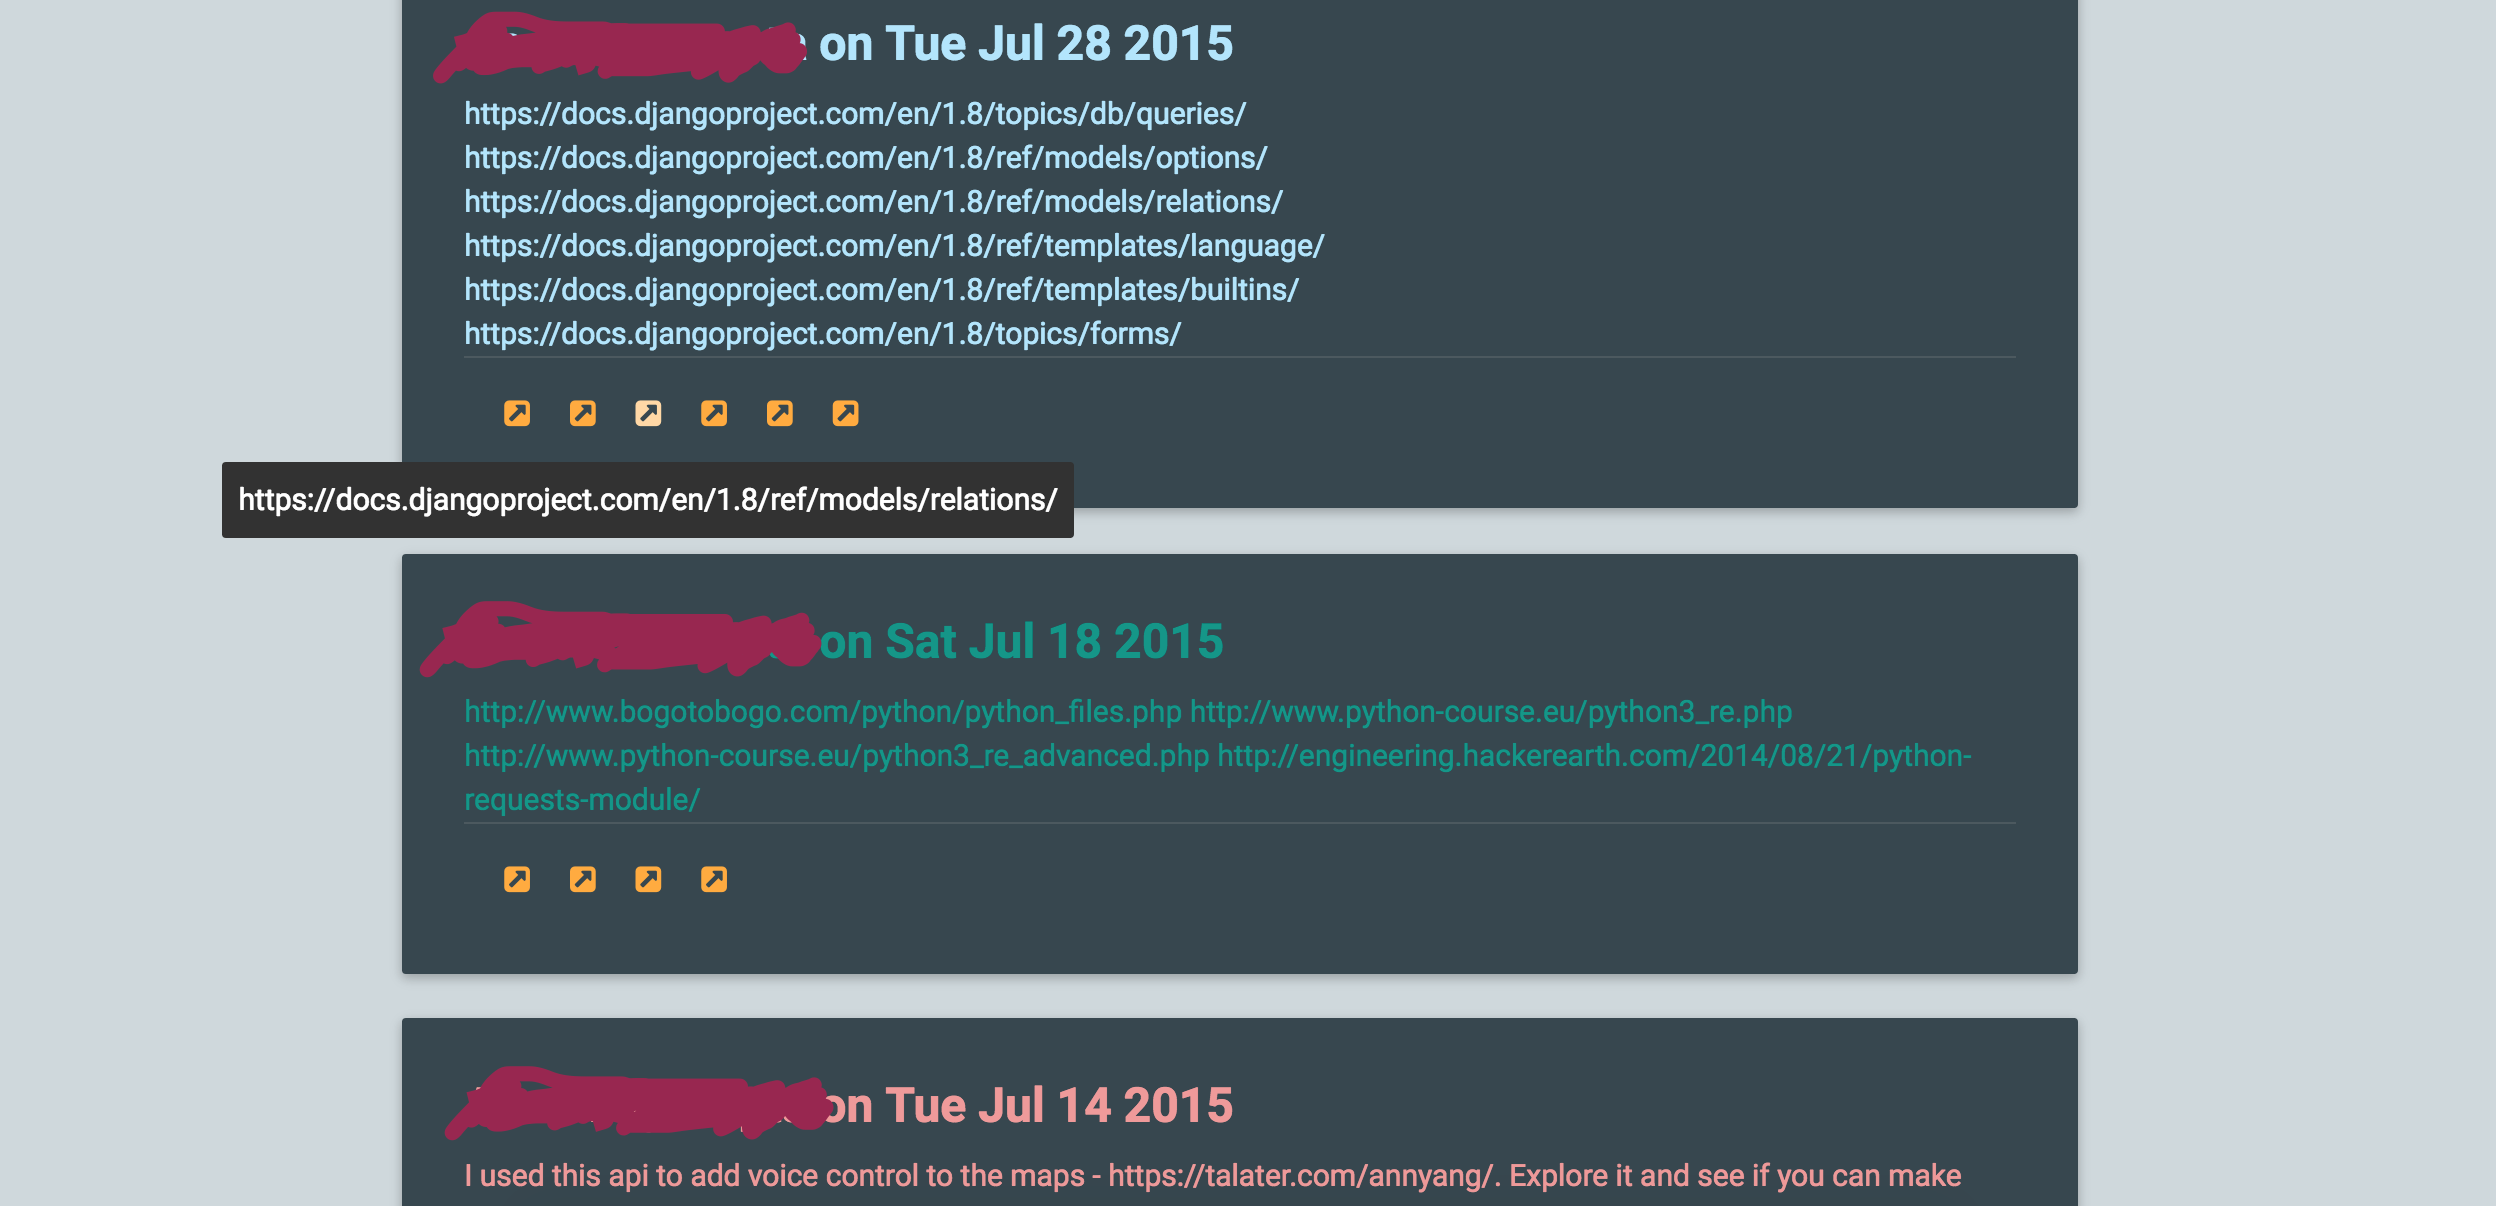 on Tue Jul 28 2015
https://docs.djangoproject.com/en/1.8/topics/db/queries/
https://docs.djangoproject.com/en/1.8/ref/models/options/
https://docs.djangoproject.com/en/1.8/ref/models/relations/
https://docs.djangoproject.com/en/1.8/ref/templates/language/
https://docs.djangoproject.com/en/1.8/ref/templates/builtins/
https://docs.djangoproject.com/en/1.8/topics/forms/
https://docs.djangoproject.com/en/1.8/ref/models/relations/
on Sat Jul 18 2015
http://www.bogotobogo.com/python/python_files.php http://www.python-course.eu/python3_re.php
http://www.python-course.eu/python3_re_advanced.php http://engineering.hackerearth.com/2014/08/21/python-
requests-module/
on Tue Jul 14 2015
I used this api to add voice control to the maps - https://talater.com/annyang/. Explore it and see if you can make